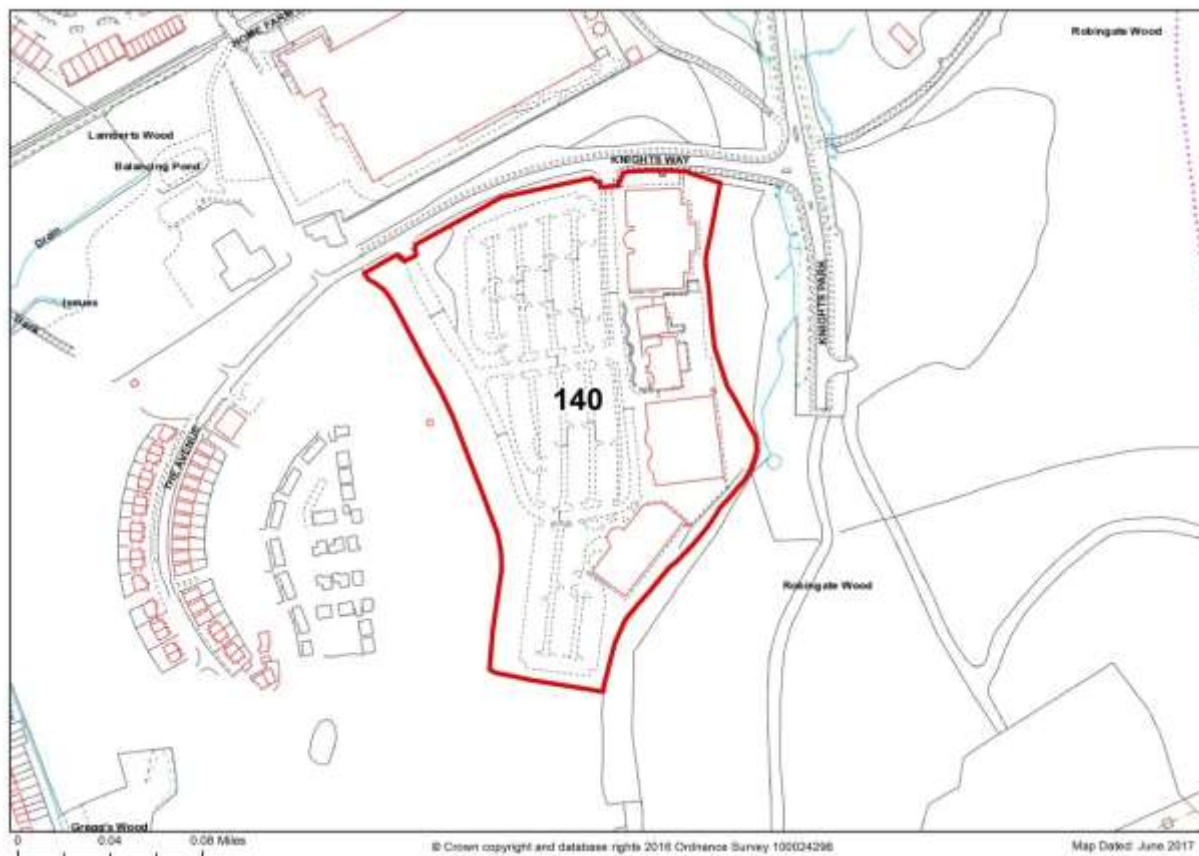 HOME FARM
Robingate Wood
Lamberts Wood
Balancing Pond
KNIGHTS WAY
Drain
Issues
Track
KNIGHTS PARK
140
THE AVENUE
Robingate Wood
Gregg's Wood
0 0.04 0.08 Miles
© Crown copyright and database rights 2016 Ordnance Survey 100024298
Map Dated: June 2017